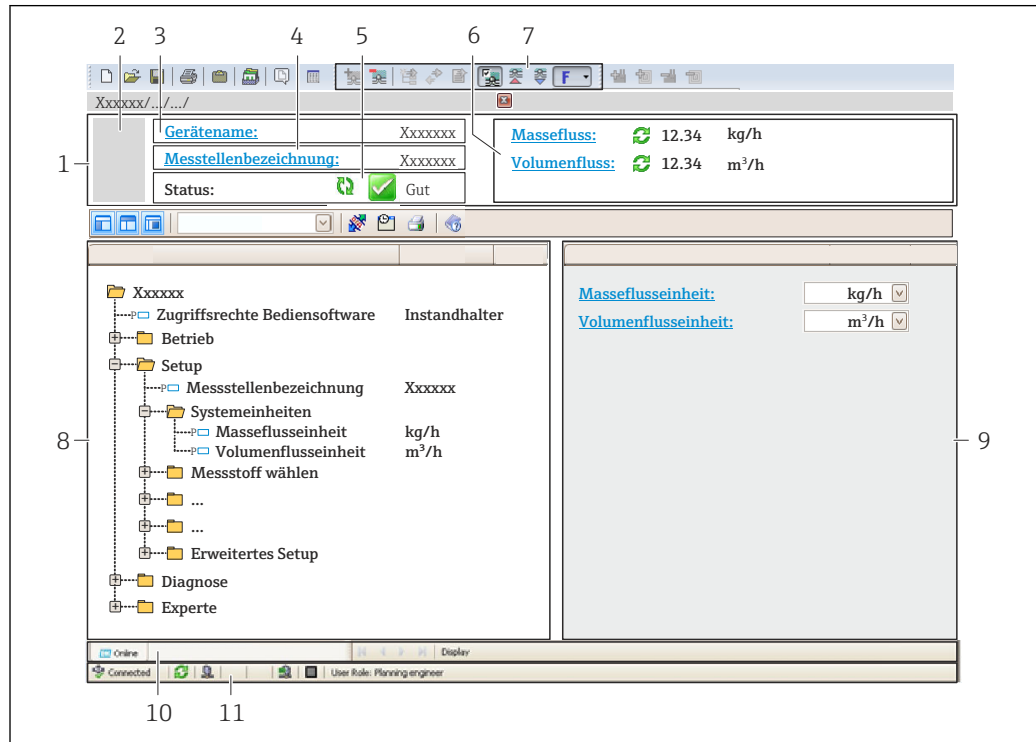 2 3 4 5 6 7
F
Xxxxxx/.../.../
1
Gerätename: Xxxxxxx
Messtellenbezeichnung: Xxxxxxx
Status: Gut
Massefluss: 12.34 kg/h
Volumenfluss: 12.34 m³/h
Xxxxxx
P Zugriffsrechte Bediensoftware Instandhalter
Betrieb
Setup
P Messstellenbezeichnung Xxxxxx
Systemeinheiten
P Masseflusseinheit kg/h
P Volumenflusseinheit m³/h
Messstoff wählen
...
...
Erweitertes Setup
Diagnose
Experte
8
Masseflusseinheit: kg/h
Volumenflusseinheit: m³/h
9
Online Display
Connected User Role: Planning engineer
10 11